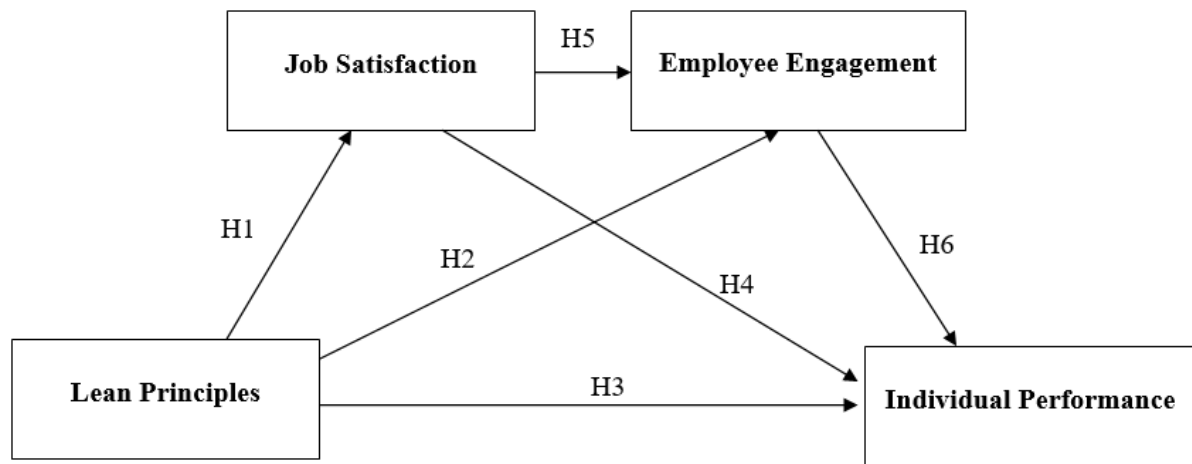 Job Satisfaction
H5
Employee Engagement
H1
H2
H4
H6
Lean Principles
H3
Individual Performance